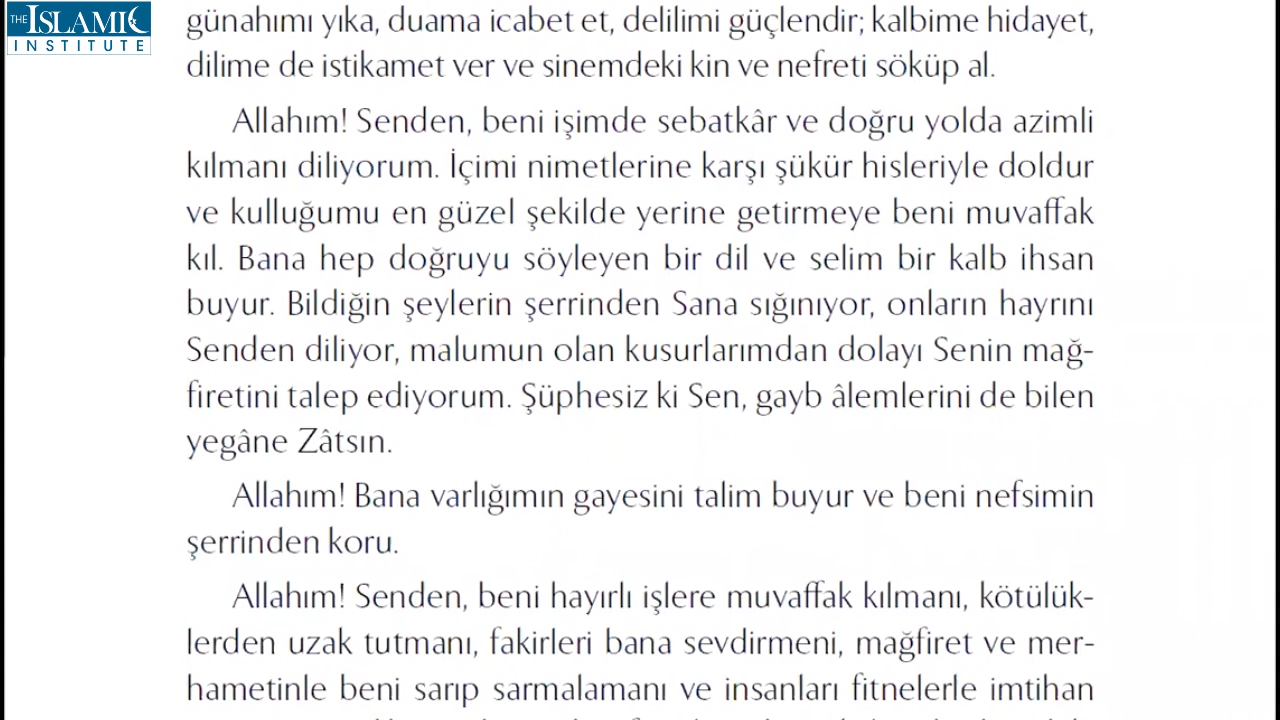 THE ISLAMIC
INSTITUTE
günahımı yıka, duama icabet et, delilimi güçlendir; kalbime hidayet,
dilime de istikamet ver ve sinemdeki kin ve nefreti söküp al.
Allahım! Senden, beni işimde sebatkâr ve doğru yolda azimli
kılmanı diliyorum. İçimi nimetlerine karşı şükür hisleriyle doldur
ve kulluğumu en güzel şekilde yerine getirmeye beni muvaffak
kıl. Bana hep doğruyu söyleyen bir dil ve selim bir kalb ihsan
buyur. Bildiğin şeylerin şerrinden Sana sığınıyor, onların hayrını
Senden diliyor, malumun olan kusurlarımdan dolayı Senin mağ-
firetini talep ediyorum. Şüphesiz ki Sen, gayb âlemlerini de bilen
yegâne Zâtsın.
Allahım! Bana varlığımın gayesini talim buyur ve beni nefsimin
şerrinden koru.
Allahım! Senden, beni hayırlı işlere muvaffak kılmanı, kötülük-
lerden uzak tutmanı, fakirleri bana sevdirmeni, mağfiret ve mer-
hametinle beni sarıp sarmalamanı ve insanları fitnelerle imtihan